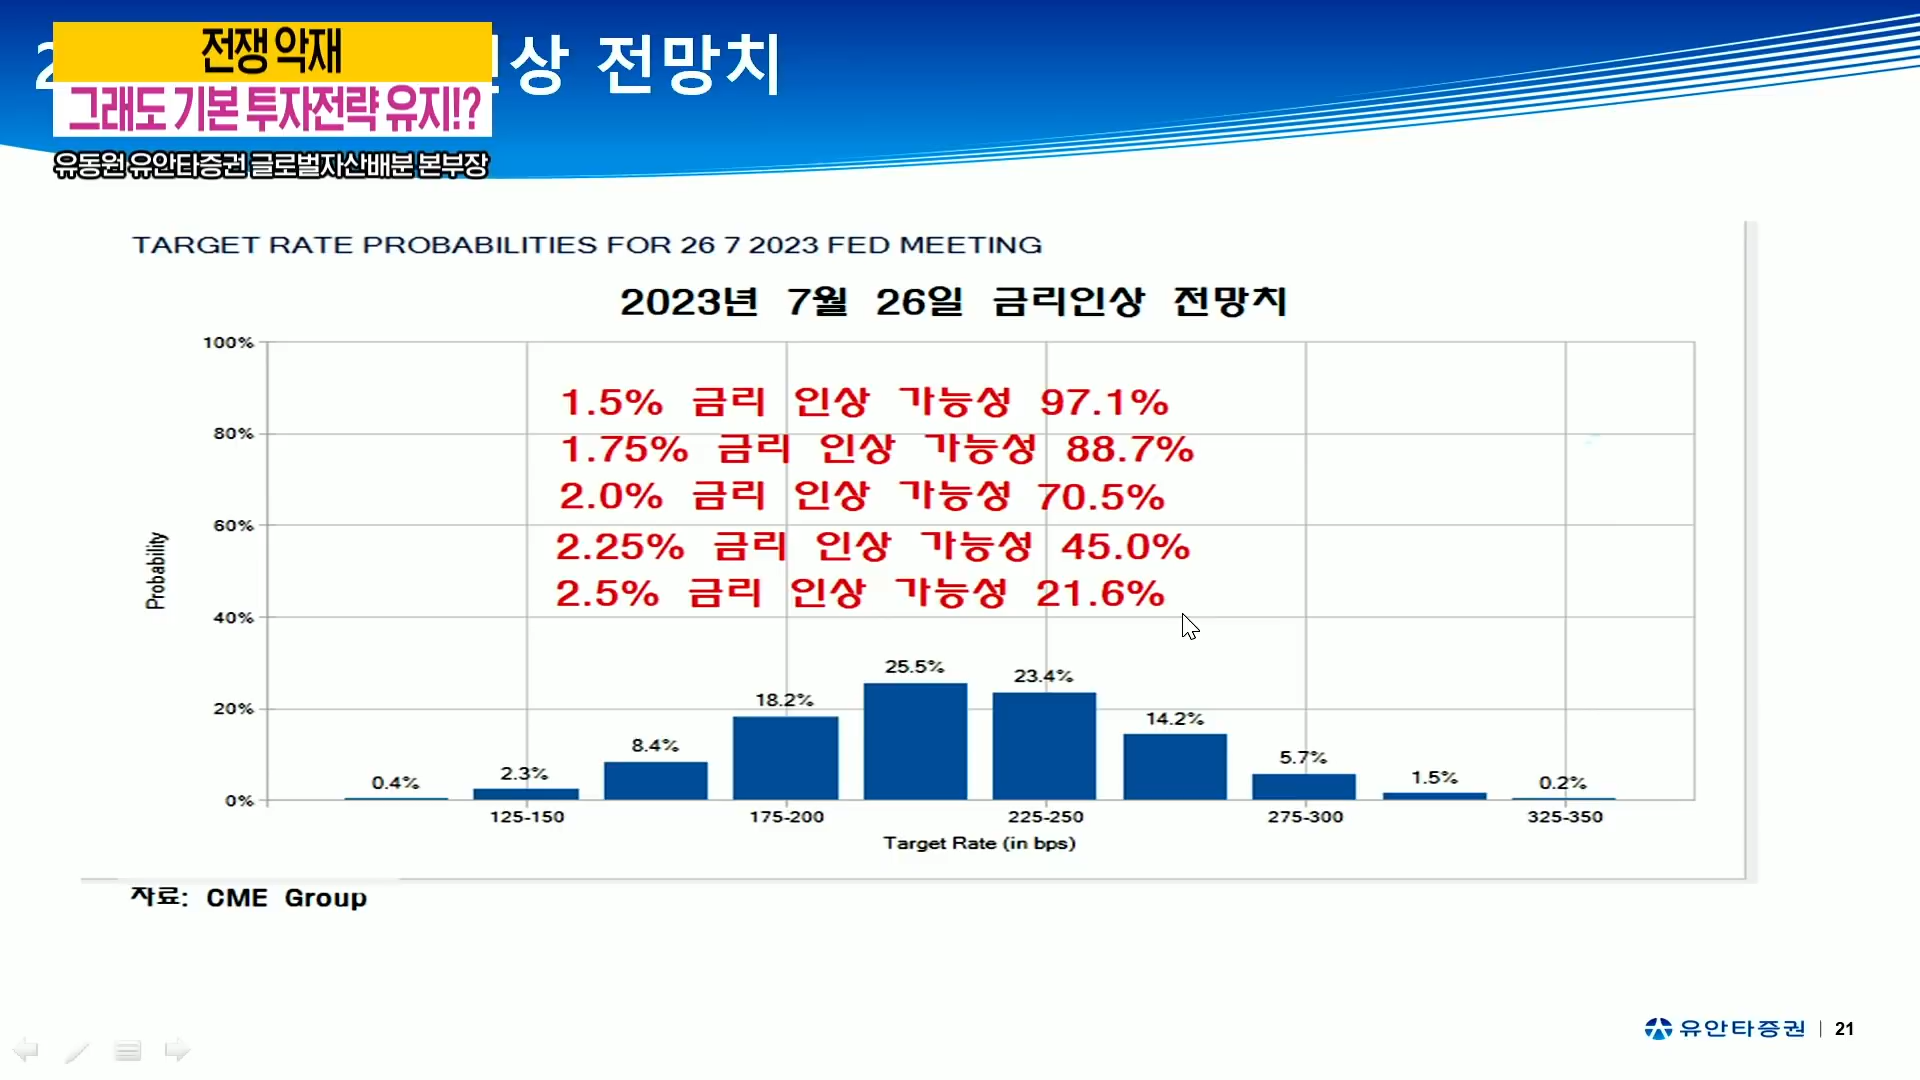 전쟁 악재
그래도 기본 투자전략 유지!?
유동원 유안타증권 글로벌자산배분 본부장
상 전망치
TARGET RATE PROBABILITIES FOR 26 7 2023 FED MEETING
2023년 7월 26일 금리인상 전망치
1.5% 금리 인상 가능성 97.1%
1.75% 금리 인상 가능성 88.7%
2.0% 금리 인상 가능성 70.5%
2.25% 금리 인상 가능성 45.0%
2.5% 금리 인상 가능성 21.6%
100%
80%
60%
40%
20%
0%
Probability
0.4%
2.3%
8.4%
18.2%
25.5%
23.4%
14.2%
5.7%
1.5%
0.2%
125-150
175-200
225-250
275-300
325-350
Target Rate (in bps)
자료: CME Group
유안타증권 | 21